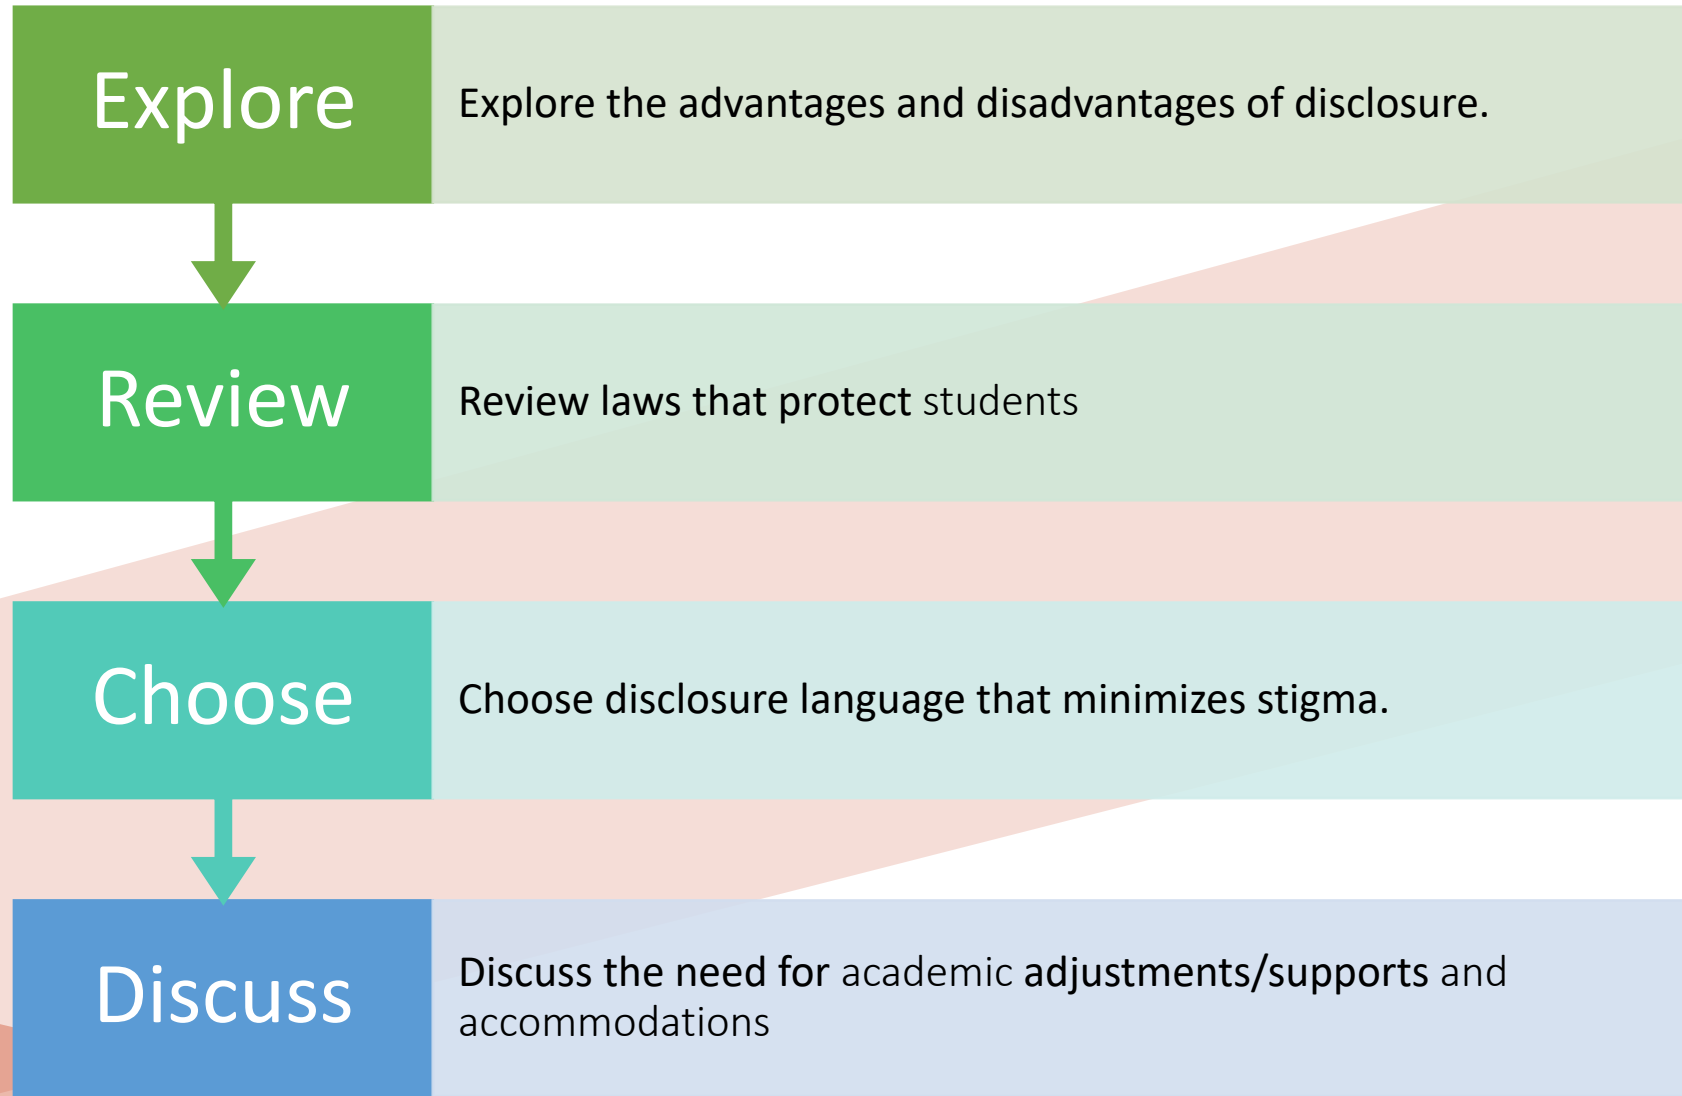 Explore
Explore the advantages and disadvantages of disclosure.
Review
Review laws that protect students
Choose
Choose disclosure language that minimizes stigma.
Discuss
Discuss the need for academic adjustments/supports and
accommodations